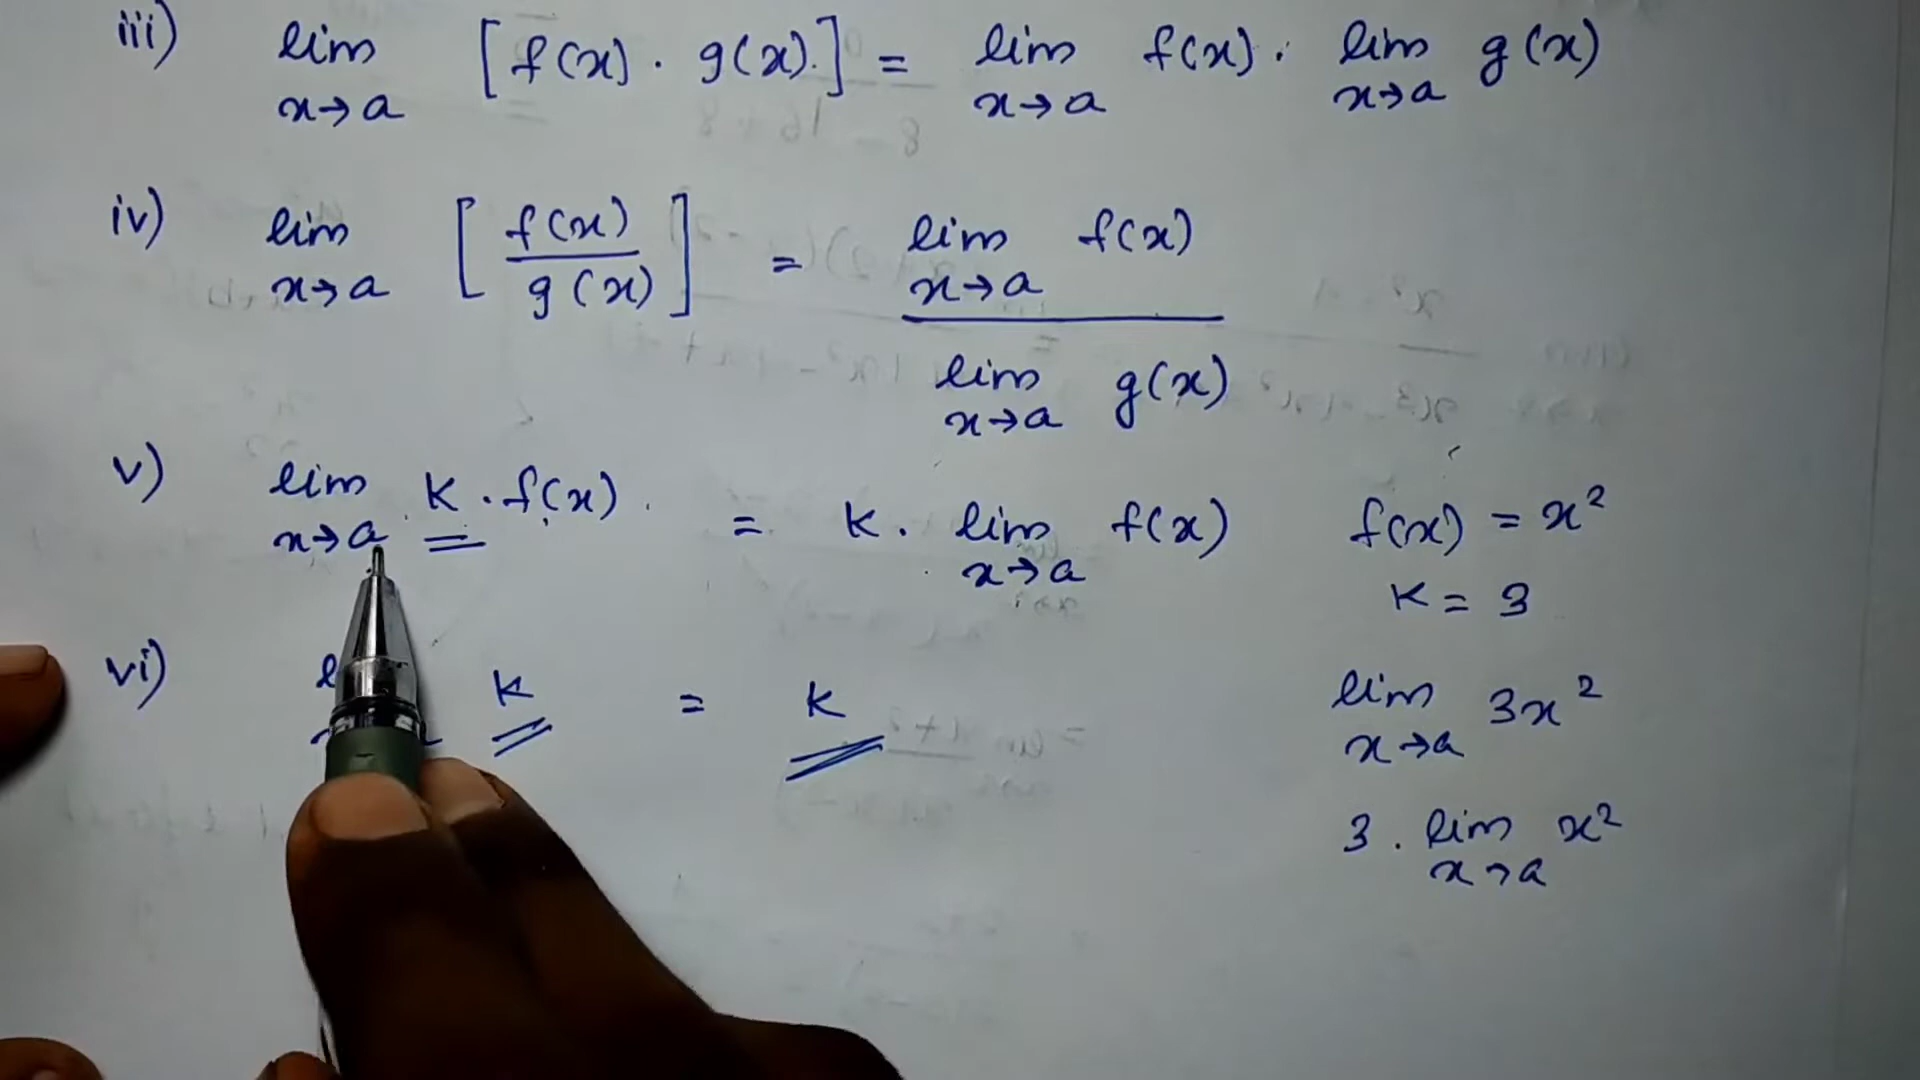 iii) lim x→a [f(x) · g(x)] = lim x→a f(x) · lim x→a g(x)
iv) lim x→a [f(x)/g(x)] = lim x→a f(x) / lim x→a g(x)
v) lim x→a K · f(x) = K · lim x→a f(x)
f(x) = x²
K = 3
vi) K = K
lim x→a 3x²
3 · lim x→a x²